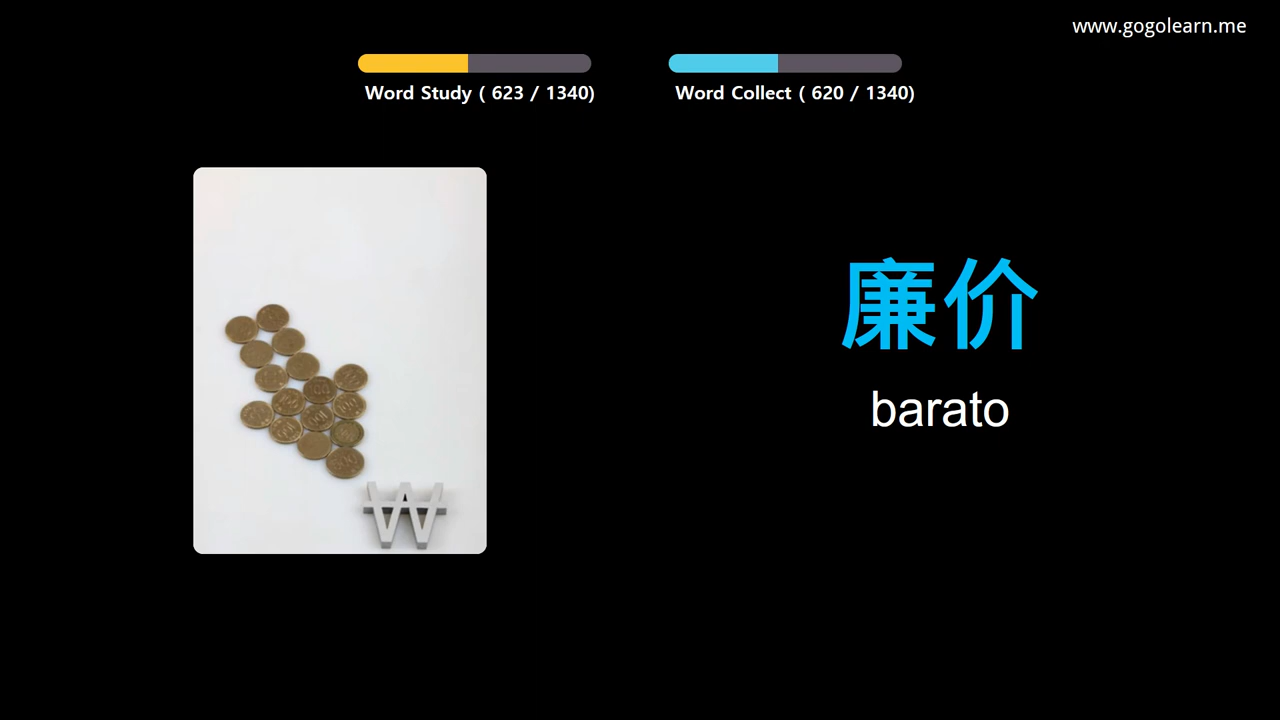 www.gogolearn.me
Word Study ( 623 / 1340)
Word Collect ( 620 / 1340)
廉价
barato
₩